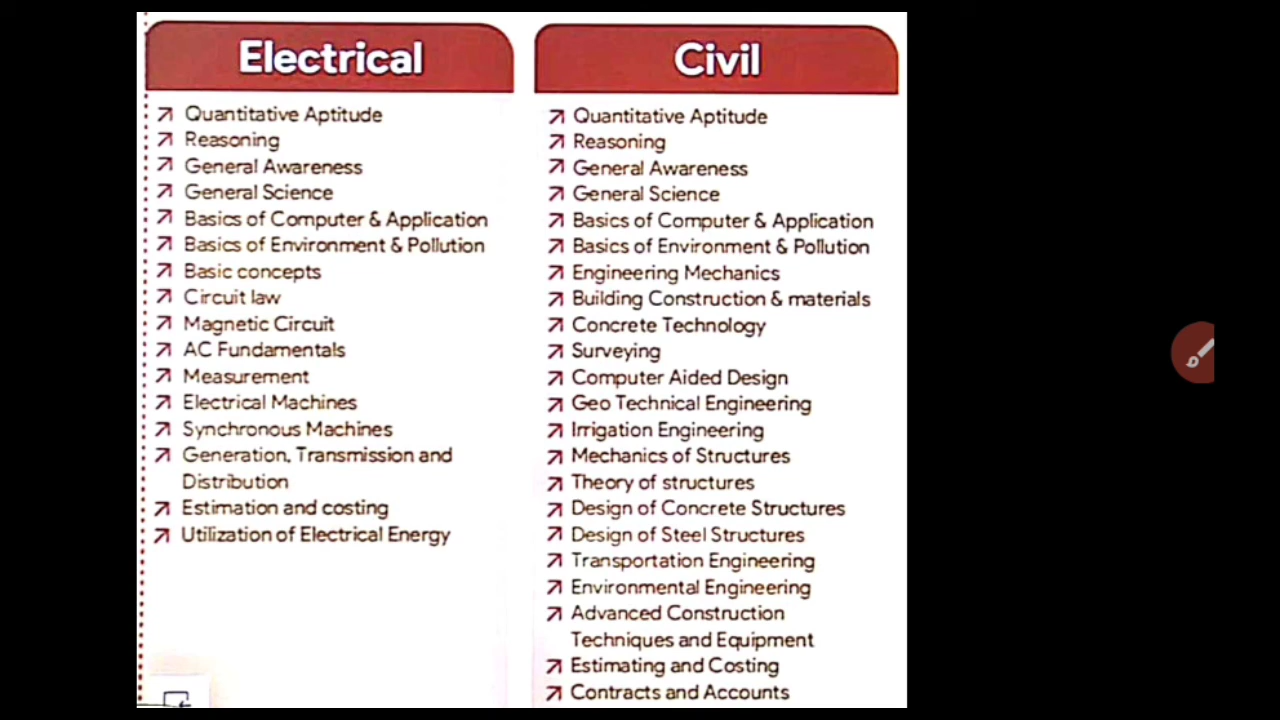 Electrical
Quantitative Aptitude
Reasoning
General Awareness
General Science
Basics of Computer & Application
Basics of Environment & Pollution
Basic concepts
Circuit law
Magnetic Circuit
AC Fundamentals
Measurement
Electrical Machines
Synchronous Machines
Generation, Transmission and
Distribution
Estimation and costing
Utilization of Electrical Energy
Civil
Quantitative Aptitude
Reasoning
General Awareness
General Science
Basics of Computer & Application
Basics of Environment & Pollution
Engineering Mechanics
Building Construction & materials
Concrete Technology
Surveying
Computer Aided Design
Geo Technical Engineering
Irrigation Engineering
Mechanics of Structures
Theory of structures
Design of Concrete Structures
Design of Steel Structures
Transportation Engineering
Environmental Engineering
Advanced Construction
Techniques and Equipment
Estimating and Costing
Contracts and Accounts